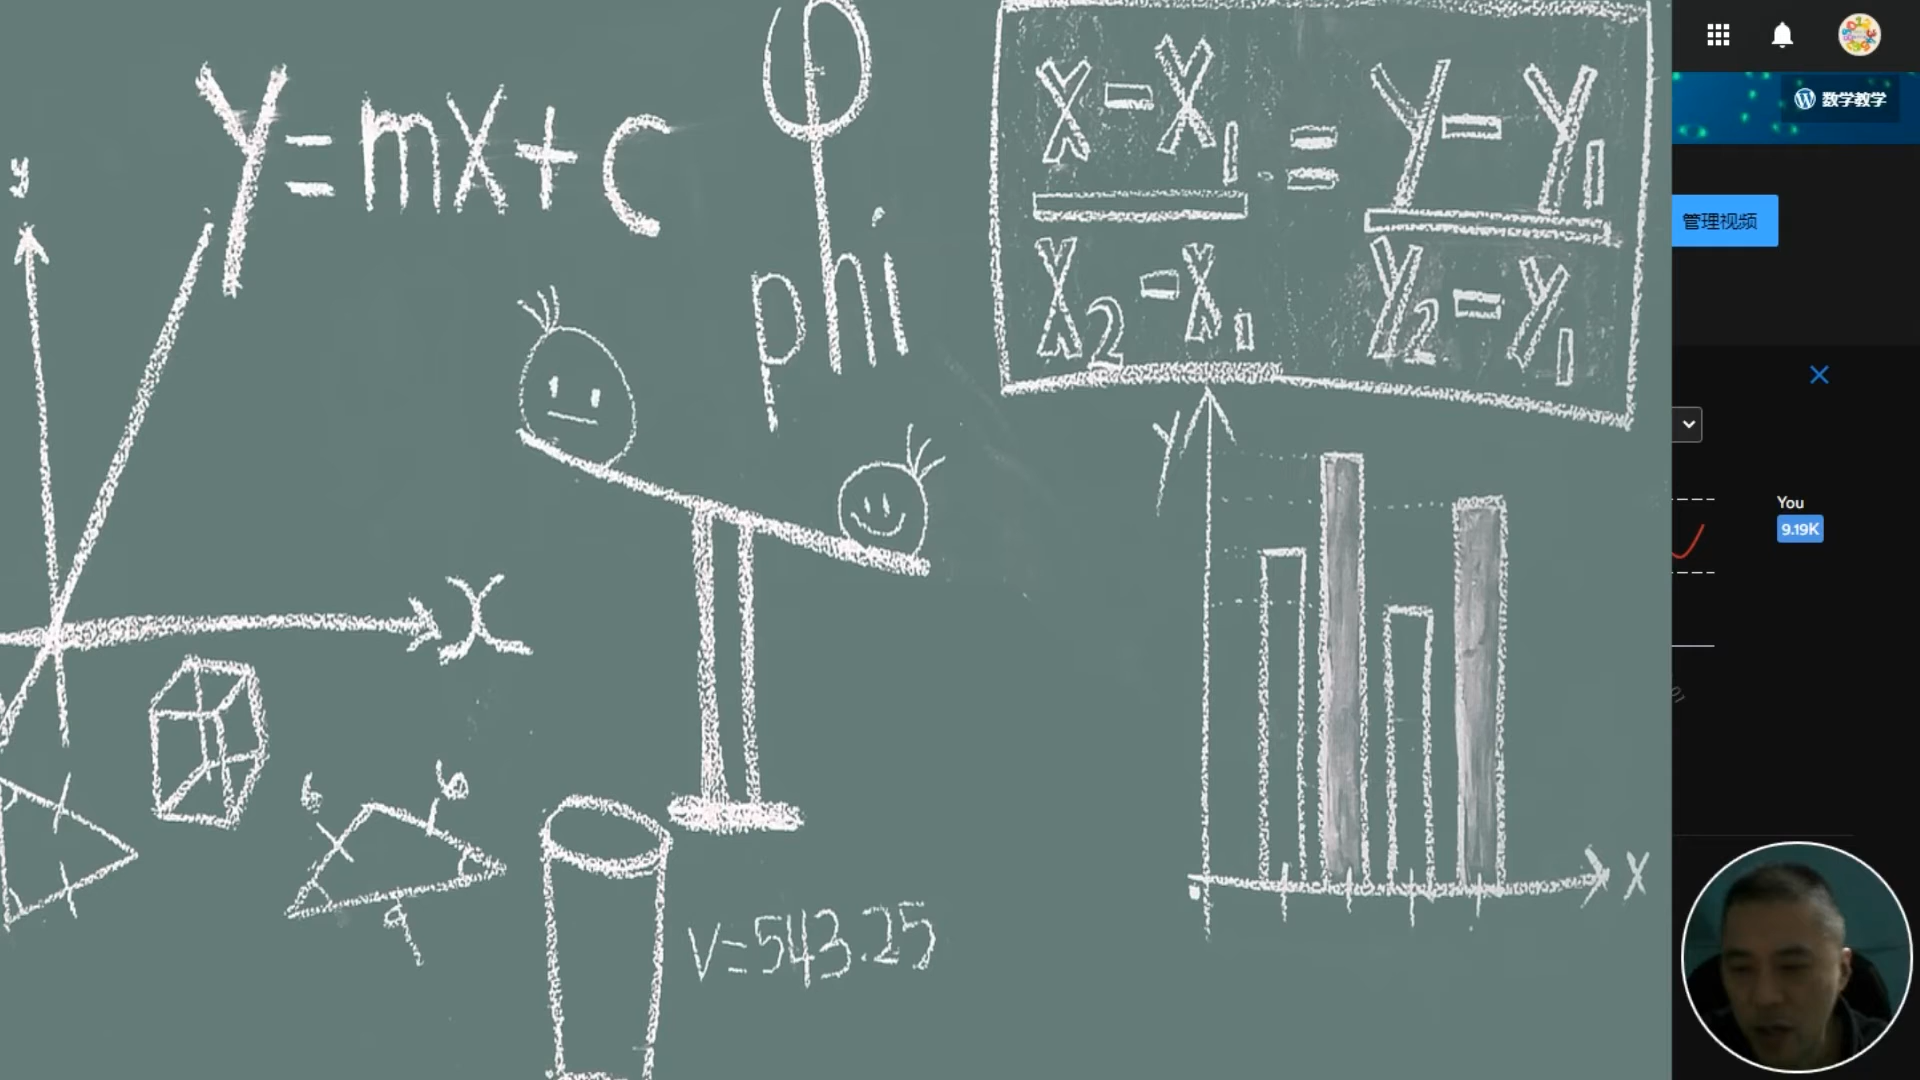 y
y=mx+c
φ
phi
x-x₁ = y-y₁
x₂-x₁ y₂-y₁
数学教学
管理视频
You
9.19K
y
x
b b
a
V=543.25
x